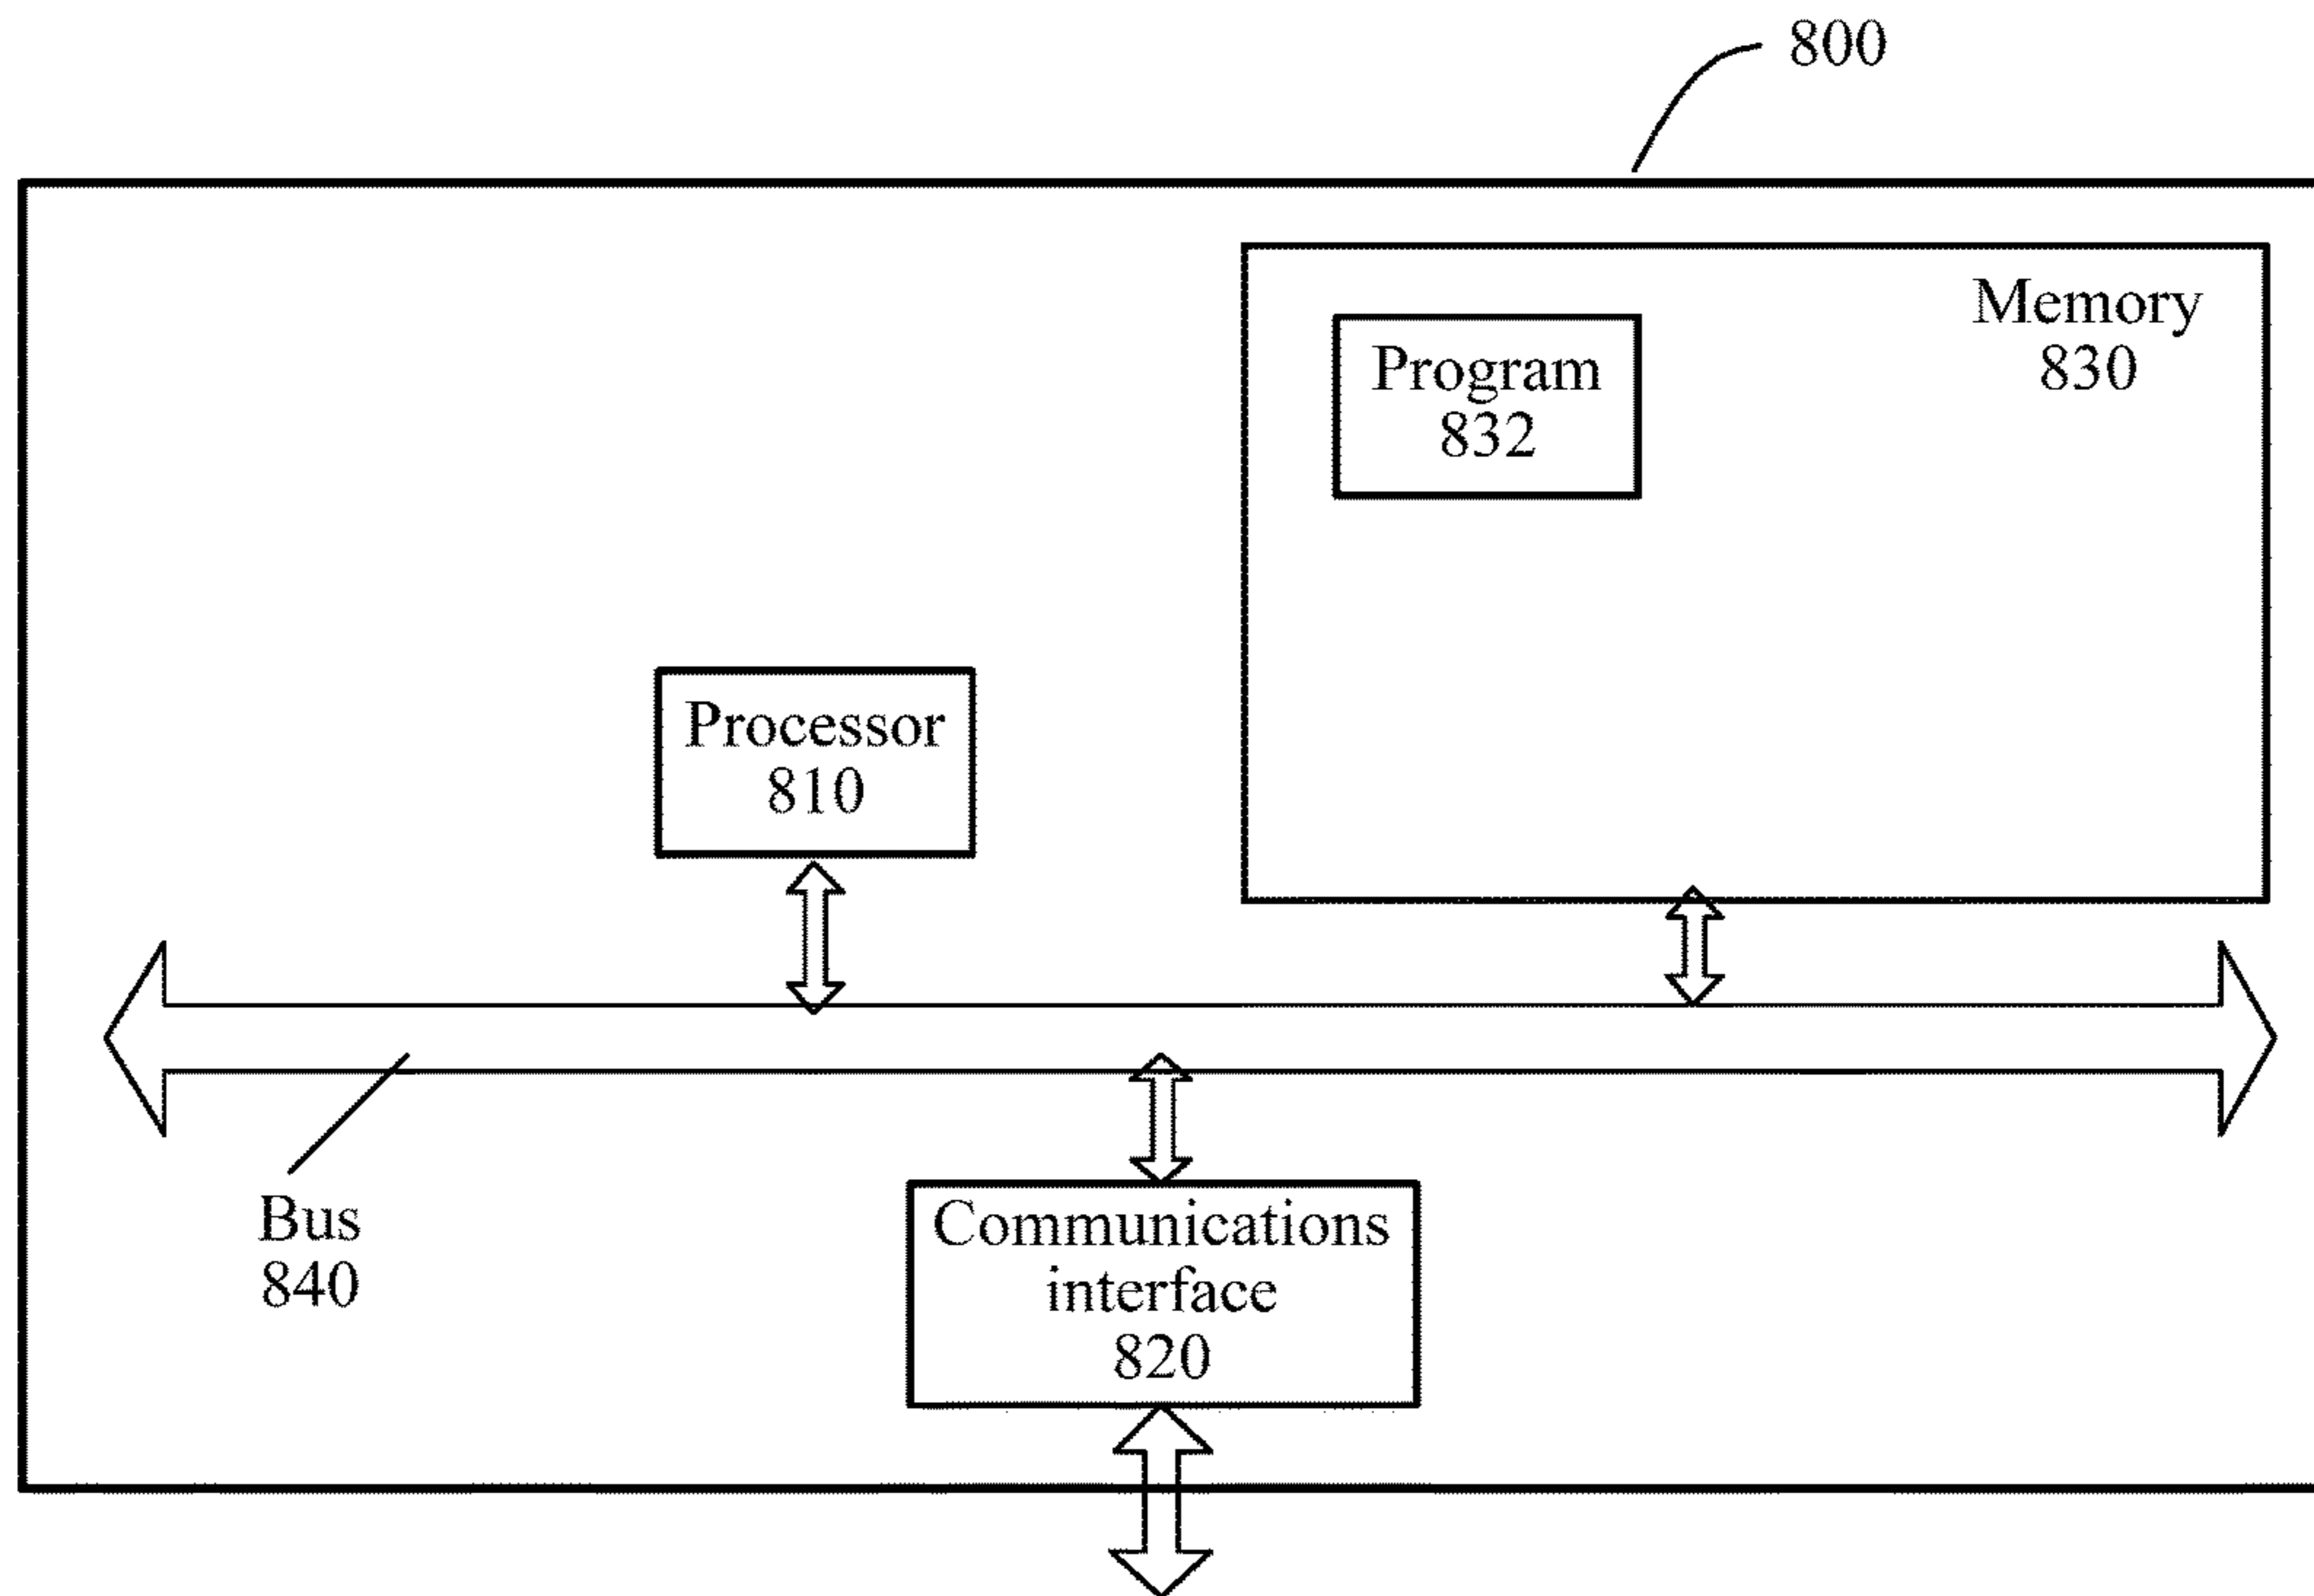 800
Memory
830
Program
832
Processor
810
Bus
840
Communications
interface
820